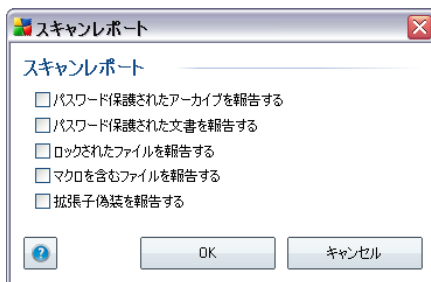 スキャンレポート
スキャンレポート
パスワード保護されたアーカイブを報告する
パスワード保護された文書を報告する
ロックされたファイルを報告する
マクロを含むファイルを報告する
拡張子偽装を報告する
? OK キャンセル